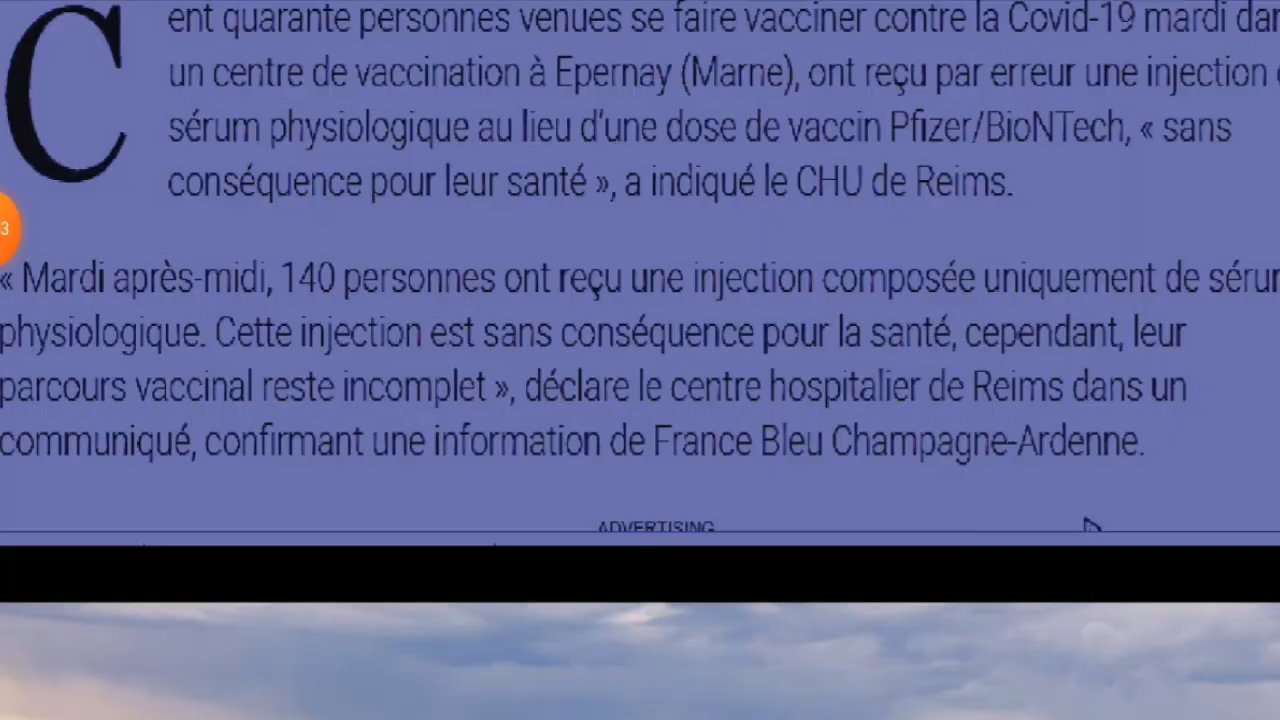 Cent quarante personnes venues se faire vacciner contre la Covid-19 mardi
un centre de vaccination à Epernay (Marne), ont reçu par erreur une injection
sérum physiologique au lieu d'une dose de vaccin Pfizer/BioNTech, « sans
conséquence pour leur santé », a indiqué le CHU de Reims.
3
« Mardi après-midi, 140 personnes ont reçu une injection composée uniquement de
physiologique. Cette injection est sans conséquence pour la santé, cependant, leur
parcours vaccinal reste incomplet », déclare le centre hospitalier de Reims dans un
communiqué, confirmant une information de France Bleu Champagne-Ardenne.
ADVERTISING